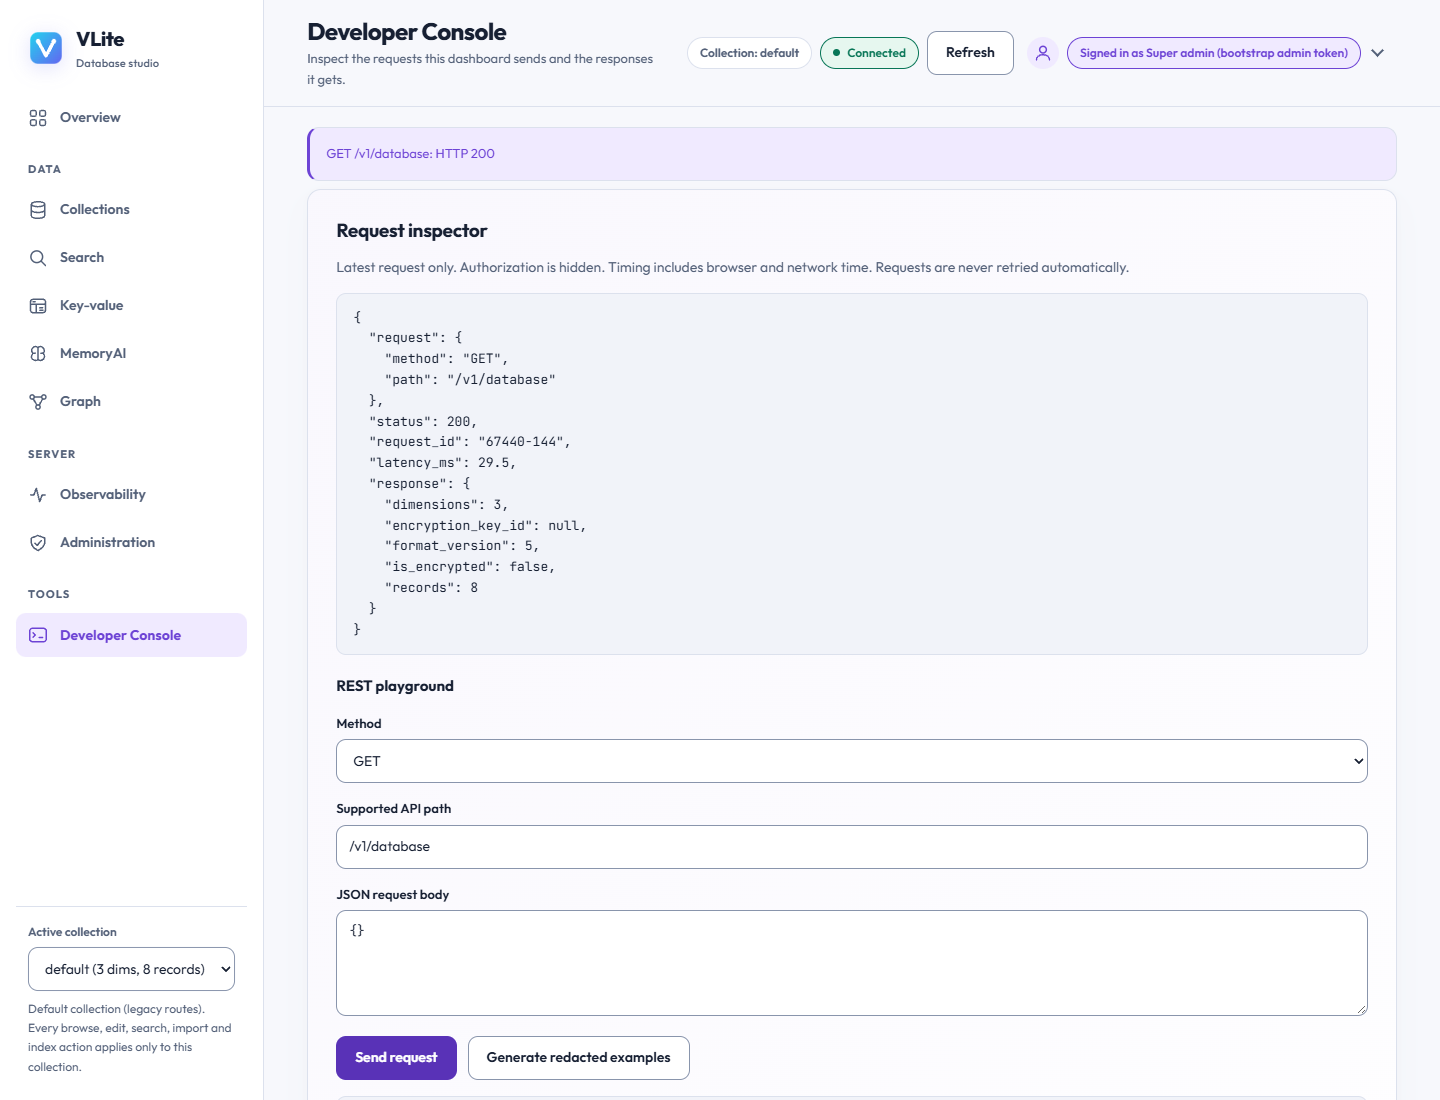 VLite
Database studio
Overview
DATA
Collections
Search
Key-value
MemoryAI
Graph
SERVER
Observability
Administration
TOOLS
Developer Console
Active collection
default (3 dims, 8 records)
Default collection (legacy routes).
Every browse, edit, search, import and
index action applies only to this
collection.
Developer Console
Inspect the requests this dashboard sends and the responses
it gets.
Collection: default
Connected
Refresh
Signed in as Super admin (bootstrap admin token)
GET /v1/database: HTTP 200
Request inspector
Latest request only. Authorization is hidden. Timing includes browser and network time. Requests are never retried automatically.
{
  "request": {
    "method": "GET",
    "path": "/v1/database"
  },
  "status": 200,
  "request_id": "67440-144",
  "latency_ms": 29.5,
  "response": {
    "dimensions": 3,
    "encryption_key_id": null,
    "format_version": 5,
    "is_encrypted": false,
    "records": 8
  }
}
REST playground
Method
GET
Supported API path
/v1/database
JSON request body
{}
Send request
Generate redacted examples